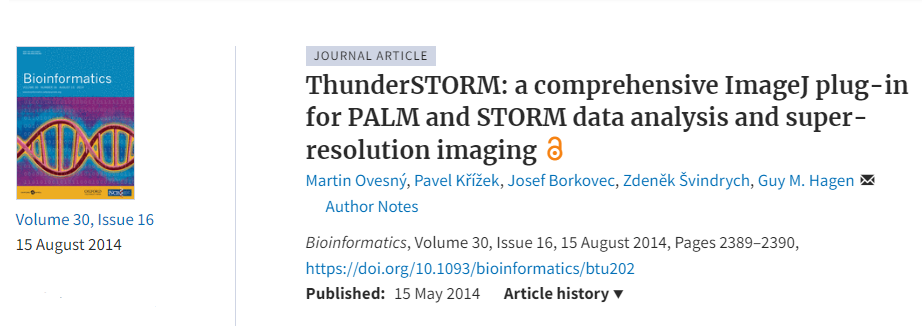 Bioinformatics
Volume 30, Issue 16
15 August 2014
JOURNAL ARTICLE
ThunderSTORM: a comprehensive ImageJ plug-in
for PALM and STORM data analysis and super-
resolution imaging
Martin Ovesný, Pavel Křížek, Josef Borkovec, Zdeněk Švindrych, Guy M. Hagen
Author Notes
Bioinformatics, Volume 30, Issue 16, 15 August 2014, Pages 2389–2390,
https://doi.org/10.1093/bioinformatics/btu202
Published: 15 May 2014 Article history ▼